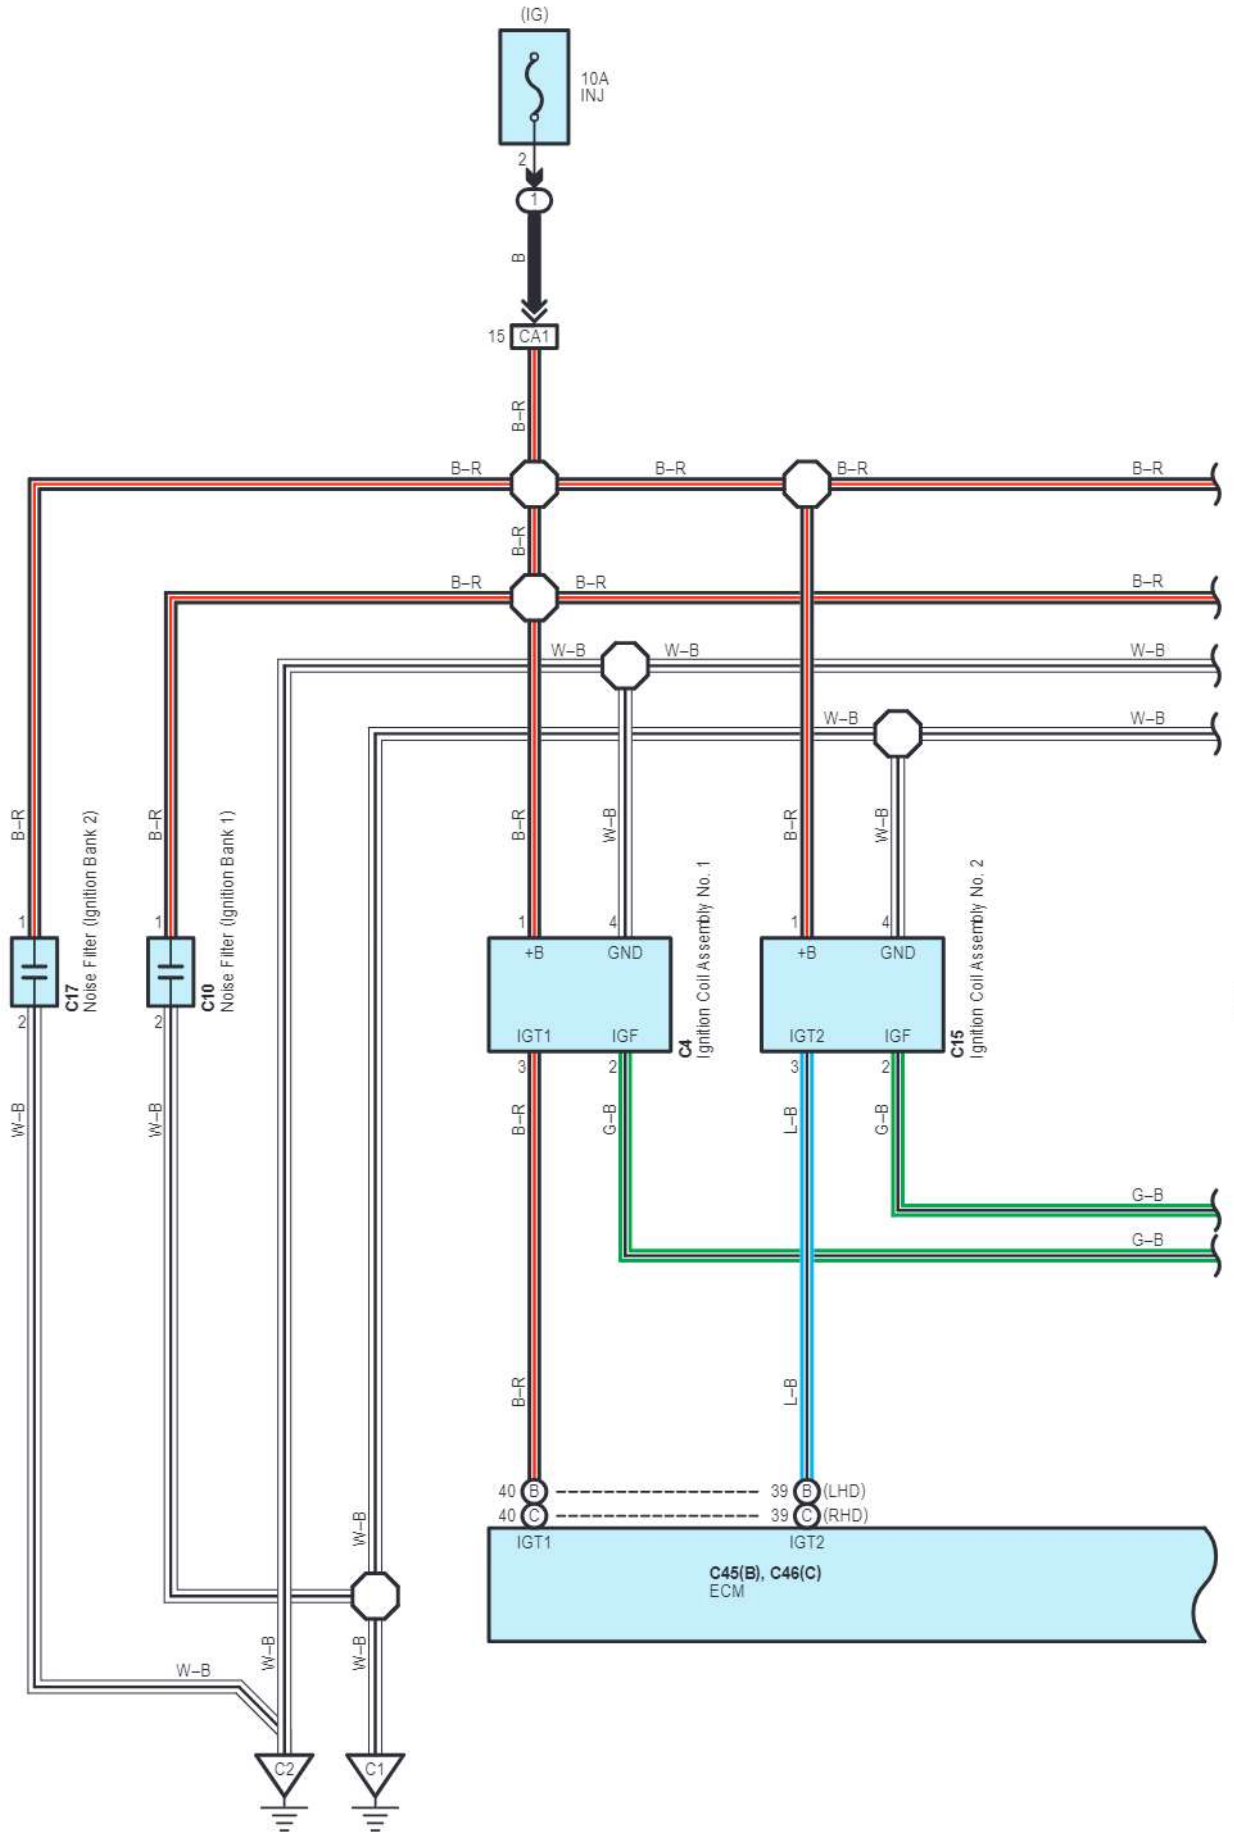 (IG)
10A
INJ
2
1
B
15 CA1
B–R
B–R B–R B–R B–R
B–R
B–R B–R B–R
W–B W–B W–B
W–B W–B
B–R
Noise Filter (Ignition Bank 2)
C17
B–R
Noise Filter (Ignition Bank 1)
C10
B–R
W–B
B–R
W–B
1 1 1 4 1 4
+B GND +B GND
Ignition Coil Assembly No. 1
C4
Ignition Coil Assembly No. 2
C15
IGT1 IGF IGT2 IGF
2 2 3 2 3 2
W–B W–B B–R G–B L–B G–B
G–B
G–B
B–R L–B
40 B 39 B (LHD)
40 C 39 C (RHD)
IGT1 IGT2
C45(B), C46(C)
ECM
W–B
W–B W–B
W–B
C2 C1